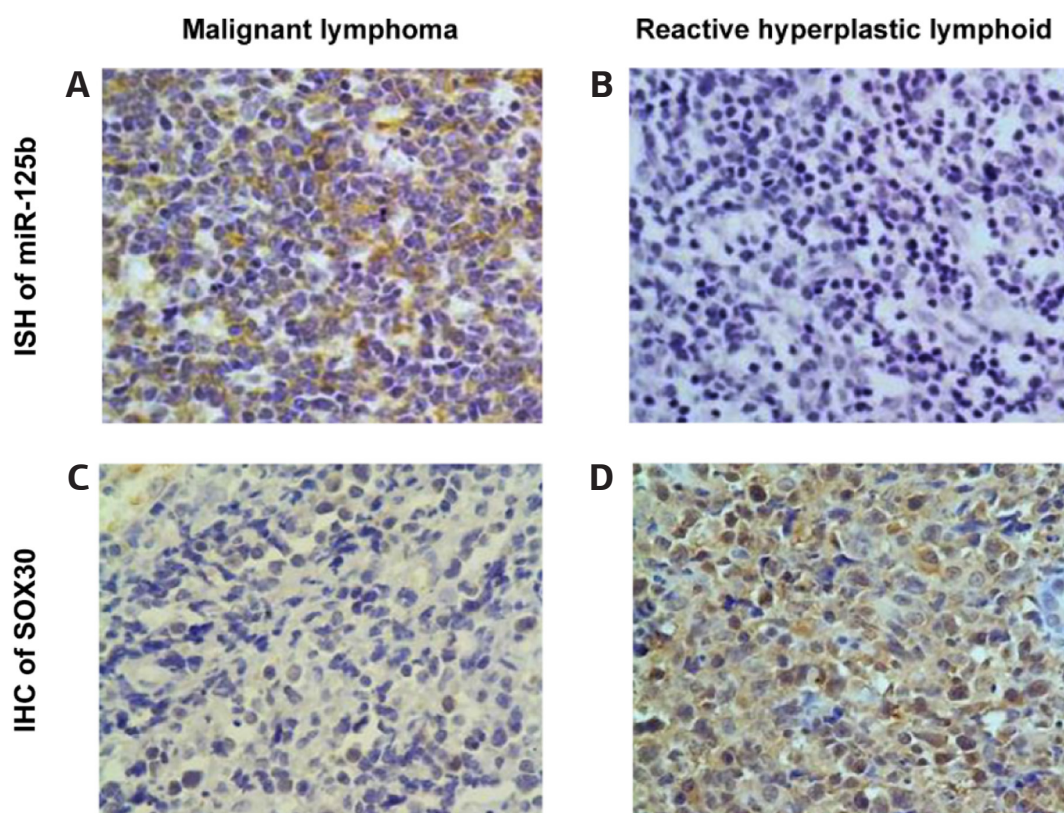 Malignant lymphoma
Reactive hyperplastic lymphoid
ISH of miR-125b
A
B
IHC of SOX30
C
D